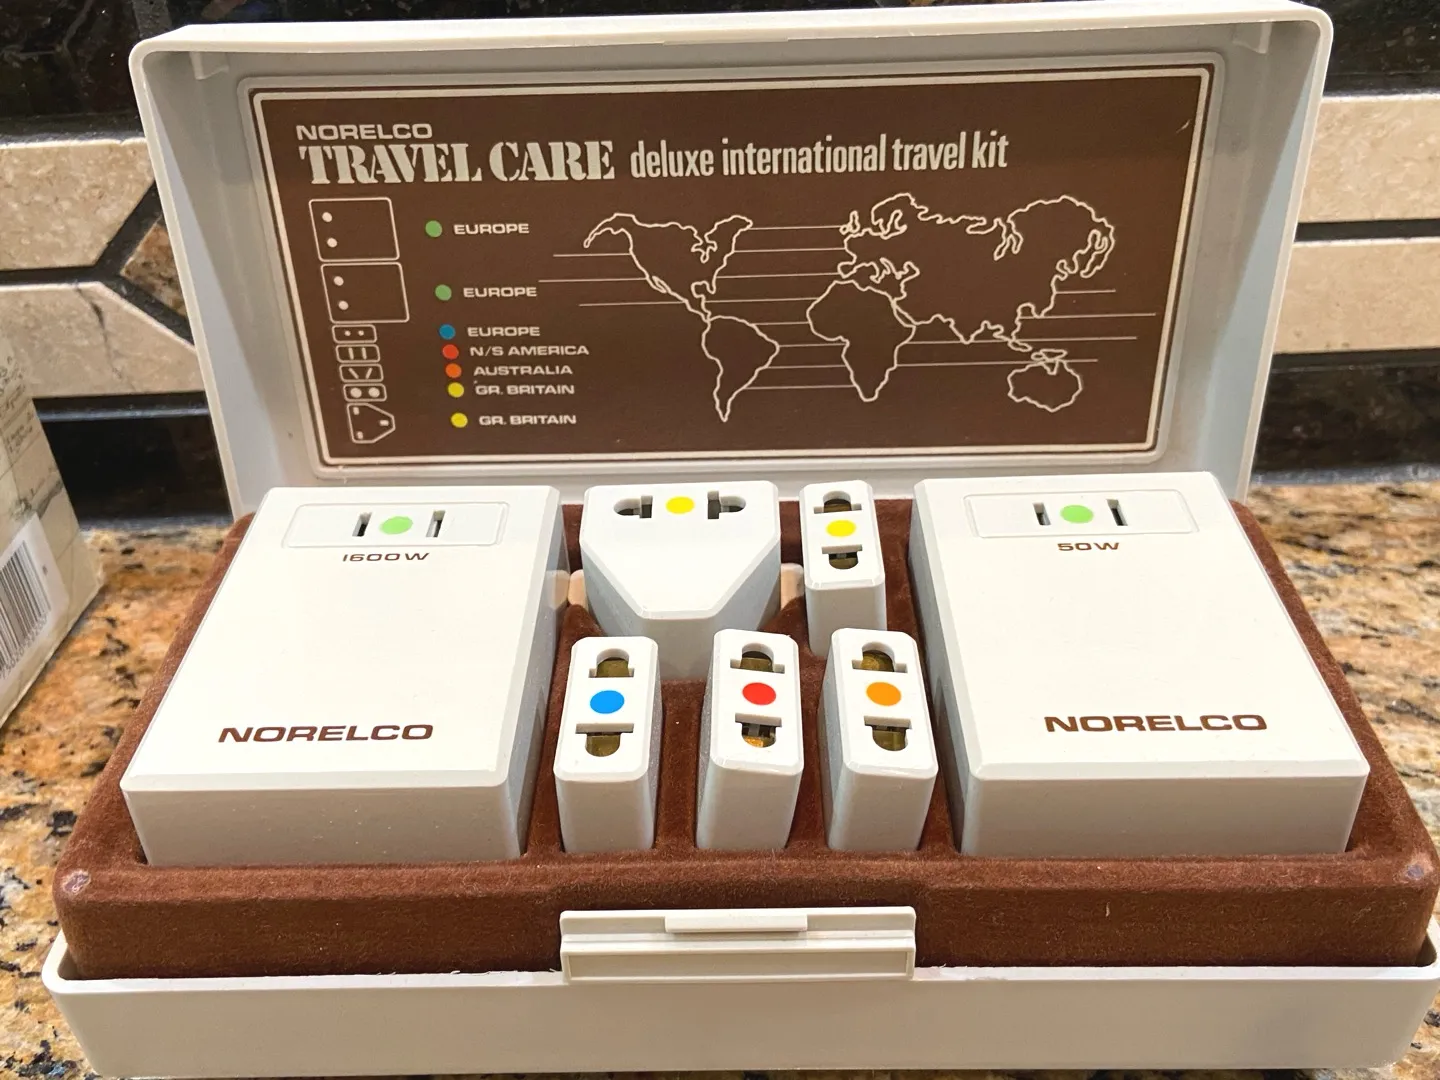 NORELCO
TRAVEL CARE deluxe international travel kit
EUROPE
EUROPE
EUROPE
N/S AMERICA
AUSTRALIA
GR. BRITAIN
GR. BRITAIN
1600W
50W
NORELCO
NORELCO